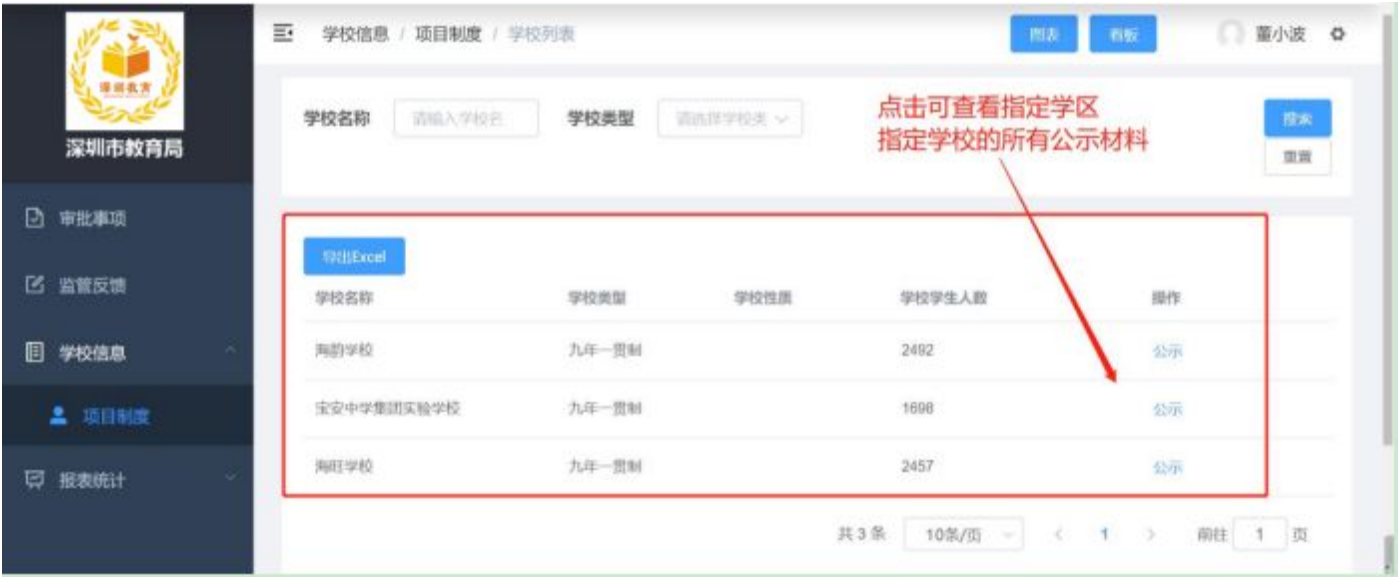 深圳教育
深圳市教育局
审批事项
监管反馈
学校信息
项目制度
报表统计
学校信息 / 项目制度 / 学校列表
图表 看板 董小波
学校名称 请输入学校名 学校类型 请选择学校类
点击可查看指定学区
指定学校的所有公示材料
搜索
重置
导出Excel
学校名称 学校类型 学校性质 学校学生人数 操作
海韵学校 九年一贯制 2492 公示
宝安中学集团实验学校 九年一贯制 1698 公示
海旺学校 九年一贯制 2457 公示
共 3 条 10条/页 < 1 > 前往 1 页